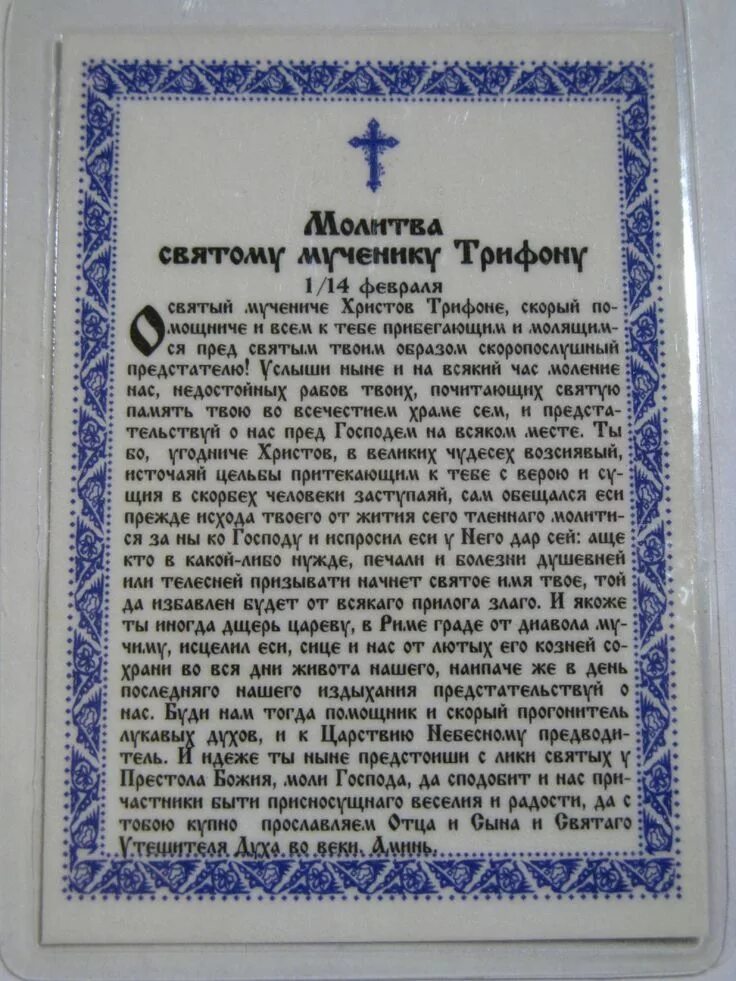 Молитва
святому мученику Трифону
1/14 февраля
О святый мучениче Христов Трифоне, скорый по-
мощниче и всем к тебе прибегающим и молящим-
ся пред святым твоим образом скоропослушный
предстателю! Услыши ныне и на всякий час моление
нас, недостойных рабов твоих, почитающих святую
память твою во всечестнем храме сем, и предста-
тельствуй о нас пред Господем на всяком месте. Ты
бо, угодниче Христов, в великих чудесех возсиявый,
источаяй цельбы притекающим к тебе с верою и су-
щия в скорбех человеки заступаяй, сам обещался еси
прежде исхода твоего от жития сего тленнаго молити-
ся за ны ко Господу и испросил еси у Него дар сей: аще
кто в какой-либо нужде, печали и болезни душевней
или телесней призывати начнет святое имя твое, той
да избавлен будет от всякаго прилога злаго. И якоже
ты иногда дщерь цареву, в Риме граде от диавола му-
чиму, исцелил еси, сице и нас от лютых его козней со-
храни во вся дни живота нашего, наипаче же в день
последняго нашего издыхания предстательствуй о
нас. Буди нам тогда помощник и скорый прогонитель
лукавых духов, и к Царствию Небесному предводи-
тель. И идеже ты ныне предстоиши с лики святых у
Престола Божия, моли Господа, да сподобит и нас при-
частники быти присносущнаго веселия и радости, да с
тобою купно прославляем Отца и Сына и Святаго
Утешителя Духа во веки. Аминь.